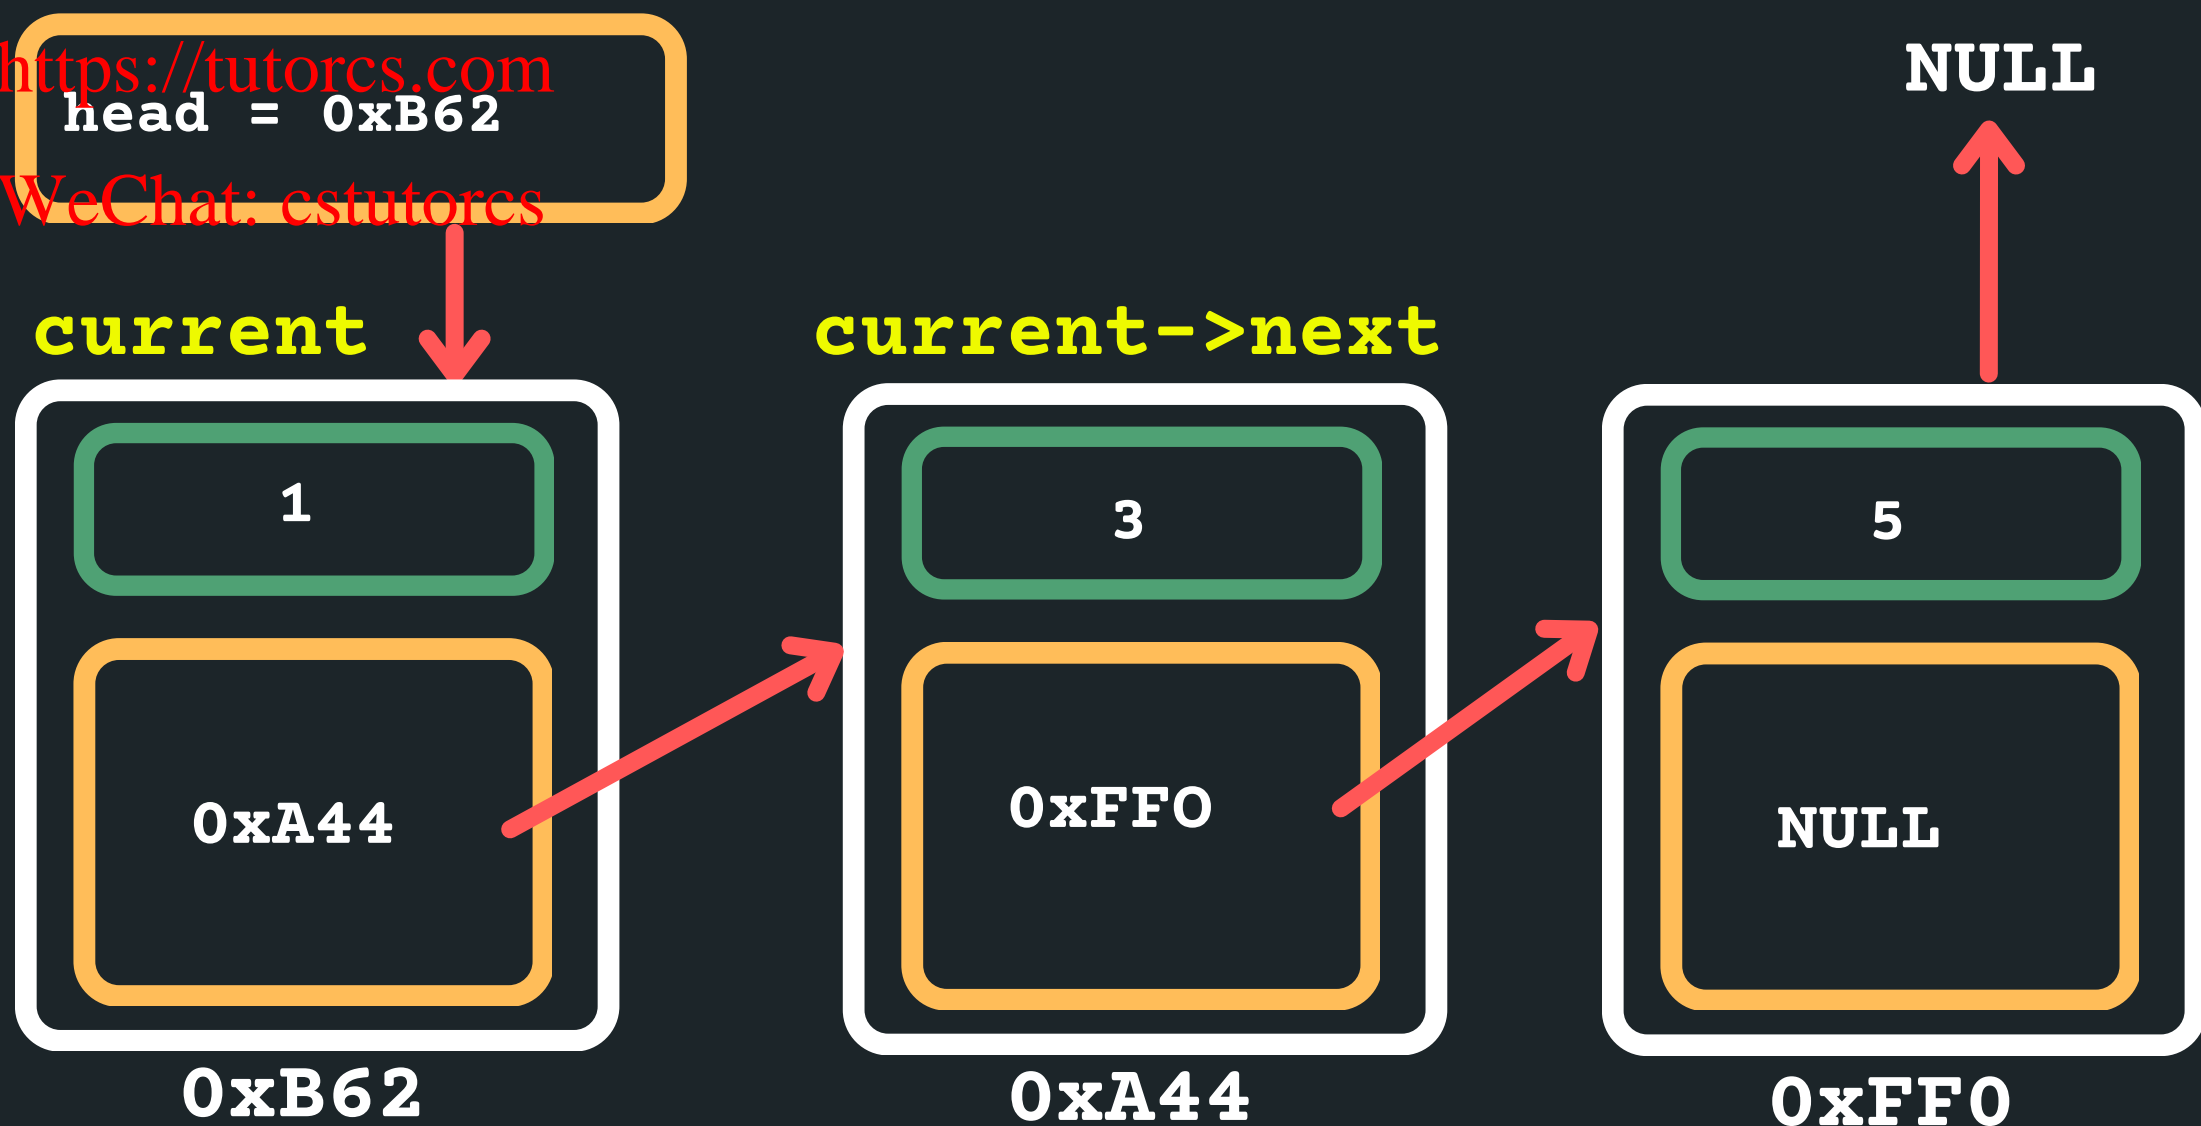 https://tutorcs.com
NULL
head = 0xB62
WeChat: cstutorcs
current
current->next
1
3
5
0xA44
0xFFO
NULL
0xB62
0xA44
0xFF0